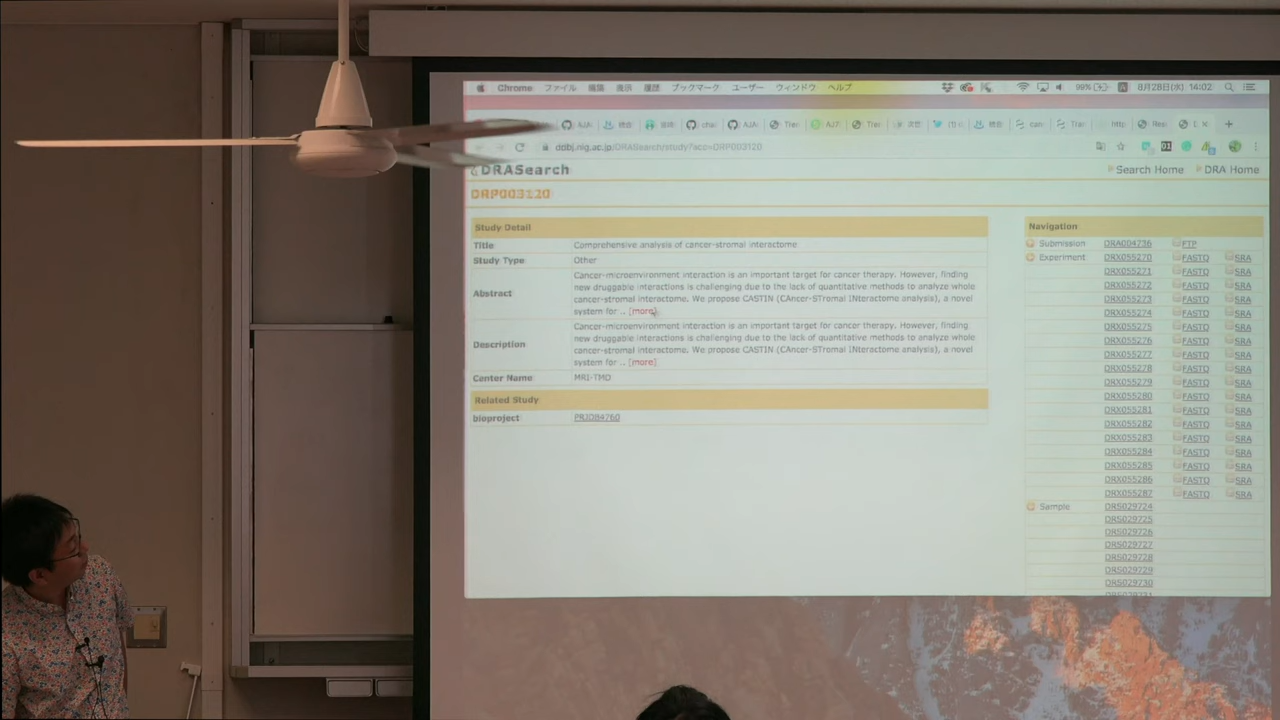 Chrome ファイル 編集 表示 履歴 ブックマーク ユーザー ウィンドウ ヘルプ 99% 8月28日(水) 14:02
ddbj.nig.ac.jp/DRASearch/study?acc=DRP003120
DRASearch
Search Home DRA Home
DRP003120
Study Detail
Title Comprehensive analysis of cancer-stromal interactome
Study Type Other
Abstract
Cancer-microenvironment interaction is an important target for cancer therapy. However, finding
new druggable interactions is challenging due to the lack of quantitative methods to analyze whole
cancer-stromal interactome. We propose CASTIN (CAncer-STromal INteractome analysis), a novel
system for .. [more]
Description
Cancer-microenvironment interaction is an important target for cancer therapy. However, finding
new druggable interactions is challenging due to the lack of quantitative methods to analyze whole
cancer-stromal interactome. We propose CASTIN (CAncer-STromal INteractome analysis), a novel
system for .. [more]
Center Name MRI-TMD
Related Study
bioproject PRJDB4760
Navigation
Submission DRA004736 FTP
Experiment DRX055270 FASTQ SRA
DRX055271 FASTQ SRA
DRX055272 FASTQ SRA
DRX055273 FASTQ SRA
DRX055274 FASTQ SRA
DRX055275 FASTQ SRA
DRX055276 FASTQ SRA
DRX055277 FASTQ SRA
DRX055278 FASTQ SRA
DRX055279 FASTQ SRA
DRX055280 FASTQ SRA
DRX055281 FASTQ SRA
DRX055282 FASTQ SRA
DRX055283 FASTQ SRA
DRX055284 FASTQ SRA
DRX055285 FASTQ SRA
DRX055286 FASTQ SRA
DRX055287 FASTQ SRA
Sample DRS029724
DRS029725
DRS029726
DRS029727
DRS029728
DRS029729
DRS029730
DRS029731